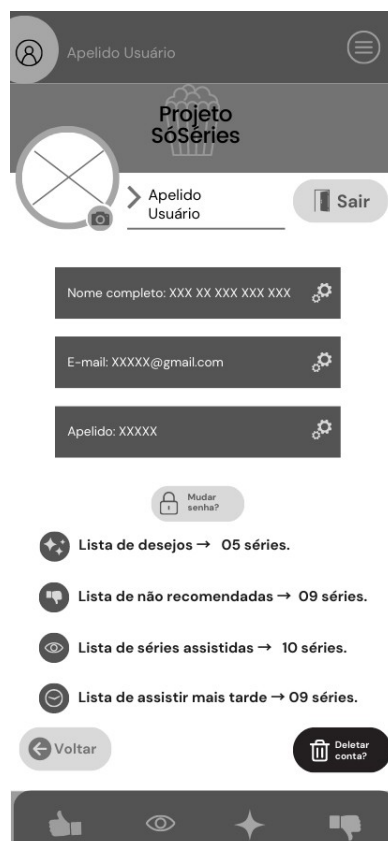 Apelido Usuário
Projeto
SóSéries
Apelido
Usuário
Sair
Nome completo: XXX XX XXX XXX XXX
E-mail: XXXXX@gmail.com
Apelido: XXXXX
Mudar
senha?
Lista de desejos → 05 séries.
Lista de não recomendadas → 09 séries.
Lista de séries assistidas → 10 séries.
Lista de assistir mais tarde → 09 séries.
Voltar
Deletar
conta?